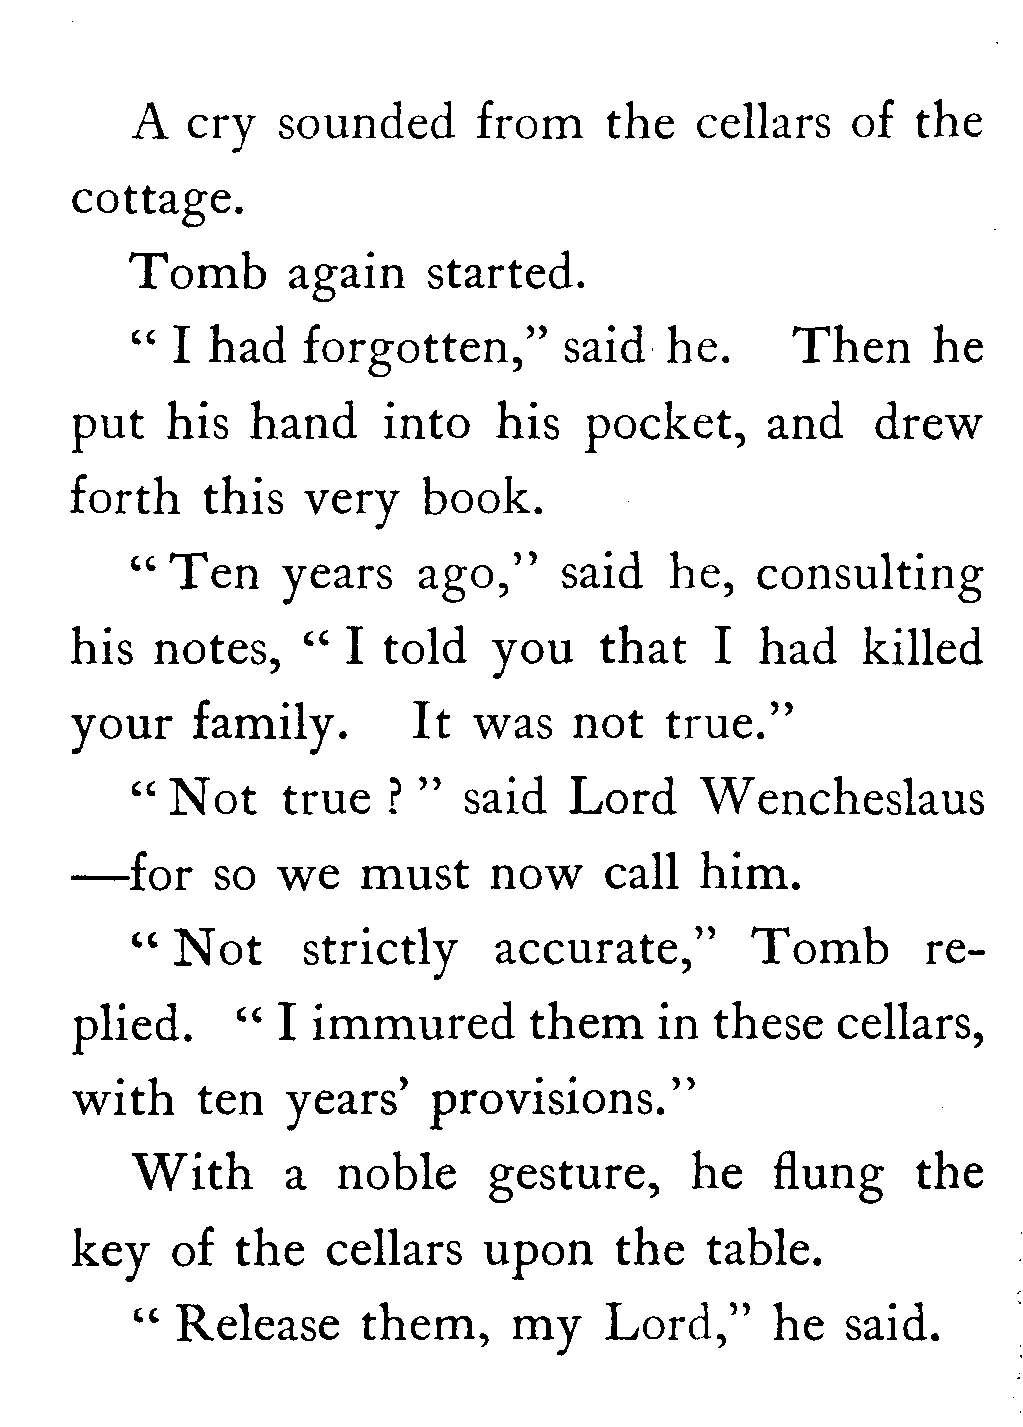 A cry sounded from the cellars of the
cottage.
Tomb again started.
“ I had forgotten,” said he. Then he
put his hand into his pocket, and drew
forth this very book.
“ Ten years ago,” said he, consulting
his notes, “ I told you that I had killed
your family. It was not true.”
“ Not true ? ” said Lord Wencheslaus
—for so we must now call him.
“ Not strictly accurate,” Tomb re-
plied. “ I immured them in these cellars,
with ten years’ provisions.”
With a noble gesture, he flung the
key of the cellars upon the table.
“ Release them, my Lord,” he said.